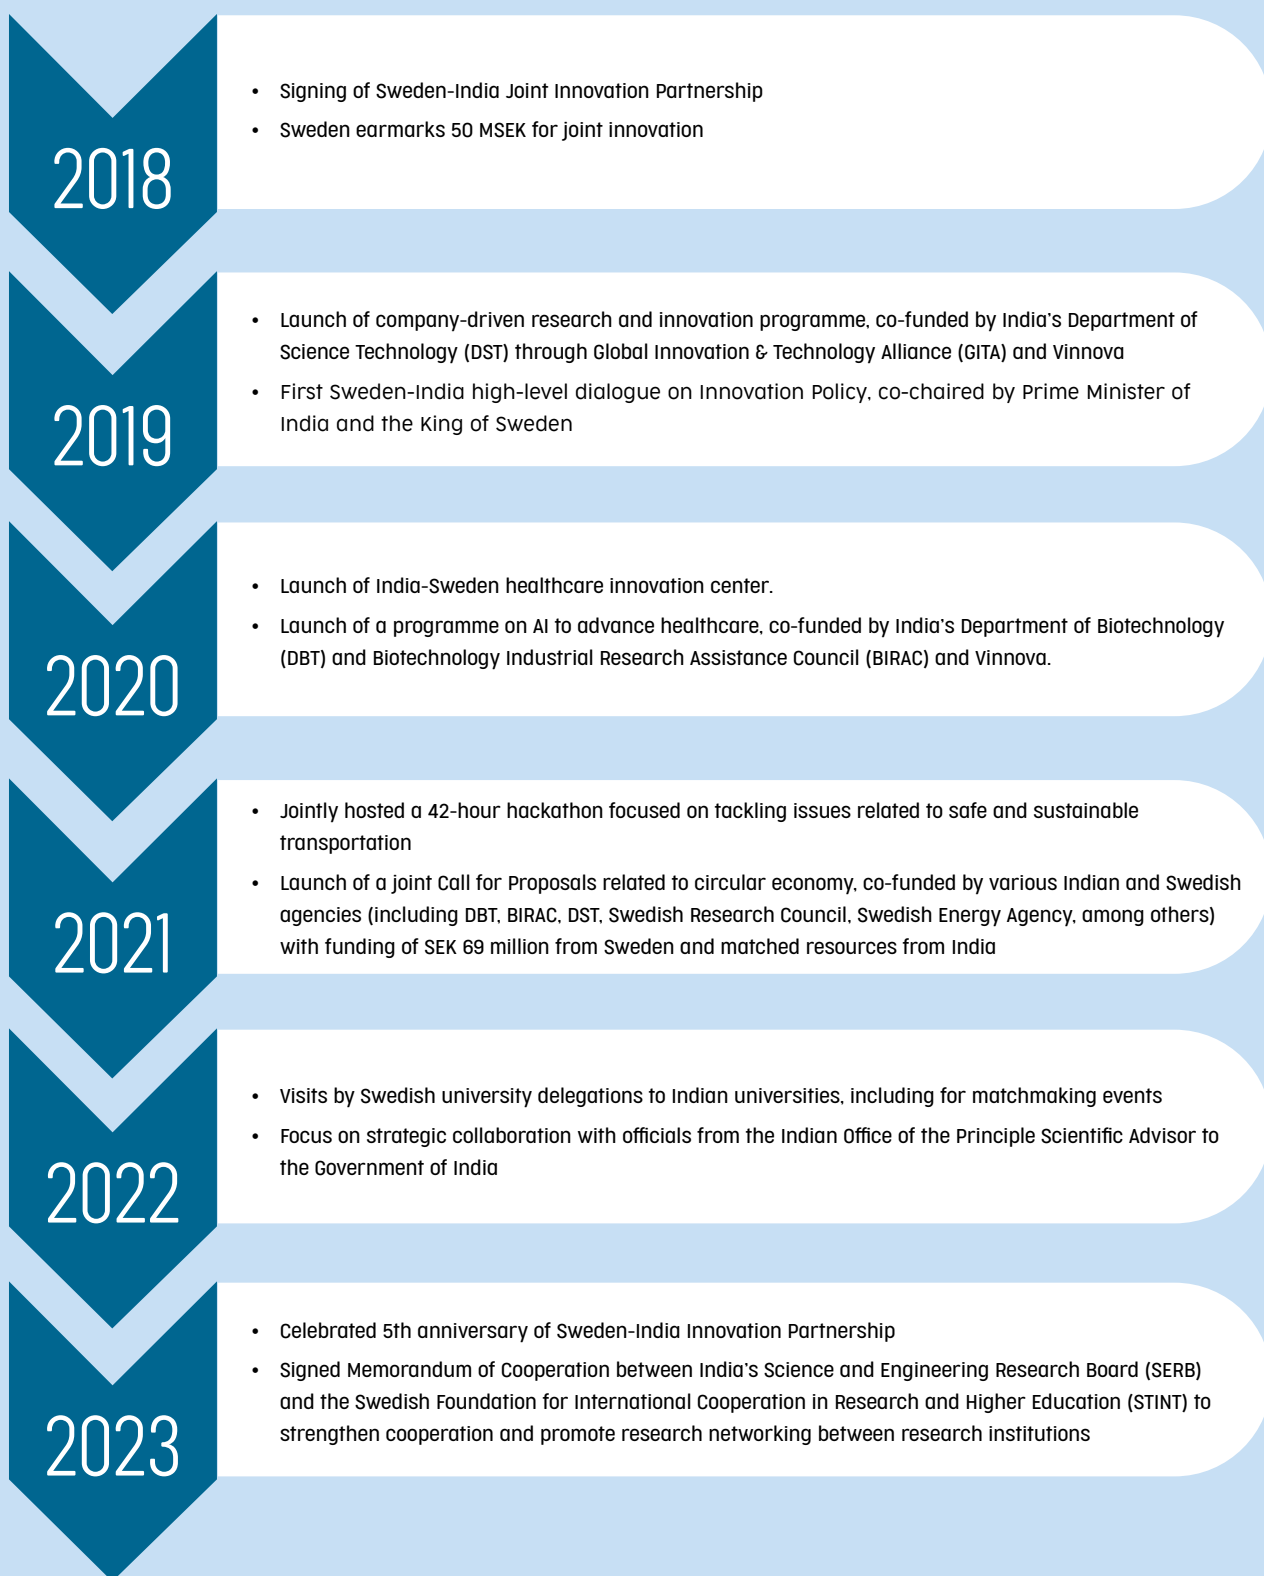 2018
• Signing of Sweden-India Joint Innovation Partnership
• Sweden earmarks 50 MSEK for joint innovation
2019
• Launch of company-driven research and innovation programme, co-funded by India's Department of
Science Technology (DST) through Global Innovation & Technology Alliance (GITA) and Vinnova
• First Sweden-India high-level dialogue on Innovation Policy, co-chaired by Prime Minister of
India and the King of Sweden
2020
• Launch of India-Sweden healthcare innovation center.
• Launch of a programme on AI to advance healthcare, co-funded by India's Department of Biotechnology
(DBT) and Biotechnology Industrial Research Assistance Council (BIRAC) and Vinnova.
2021
• Jointly hosted a 42-hour hackathon focused on tackling issues related to safe and sustainable
transportation
• Launch of a joint Call for Proposals related to circular economy, co-funded by various Indian and Swedish
agencies (including DBT, BIRAC, DST, Swedish Research Council, Swedish Energy Agency, among others)
with funding of SEK 69 million from Sweden and matched resources from India
2022
• Visits by Swedish university delegations to Indian universities, including for matchmaking events
• Focus on strategic collaboration with officials from the Indian Office of the Principle Scientific Advisor to
the Government of India
2023
• Celebrated 5th anniversary of Sweden-India Innovation Partnership
• Signed Memorandum of Cooperation between India's Science and Engineering Research Board (SERB)
and the Swedish Foundation for International Cooperation in Research and Higher Education (STINT) to
strengthen cooperation and promote research networking between research institutions